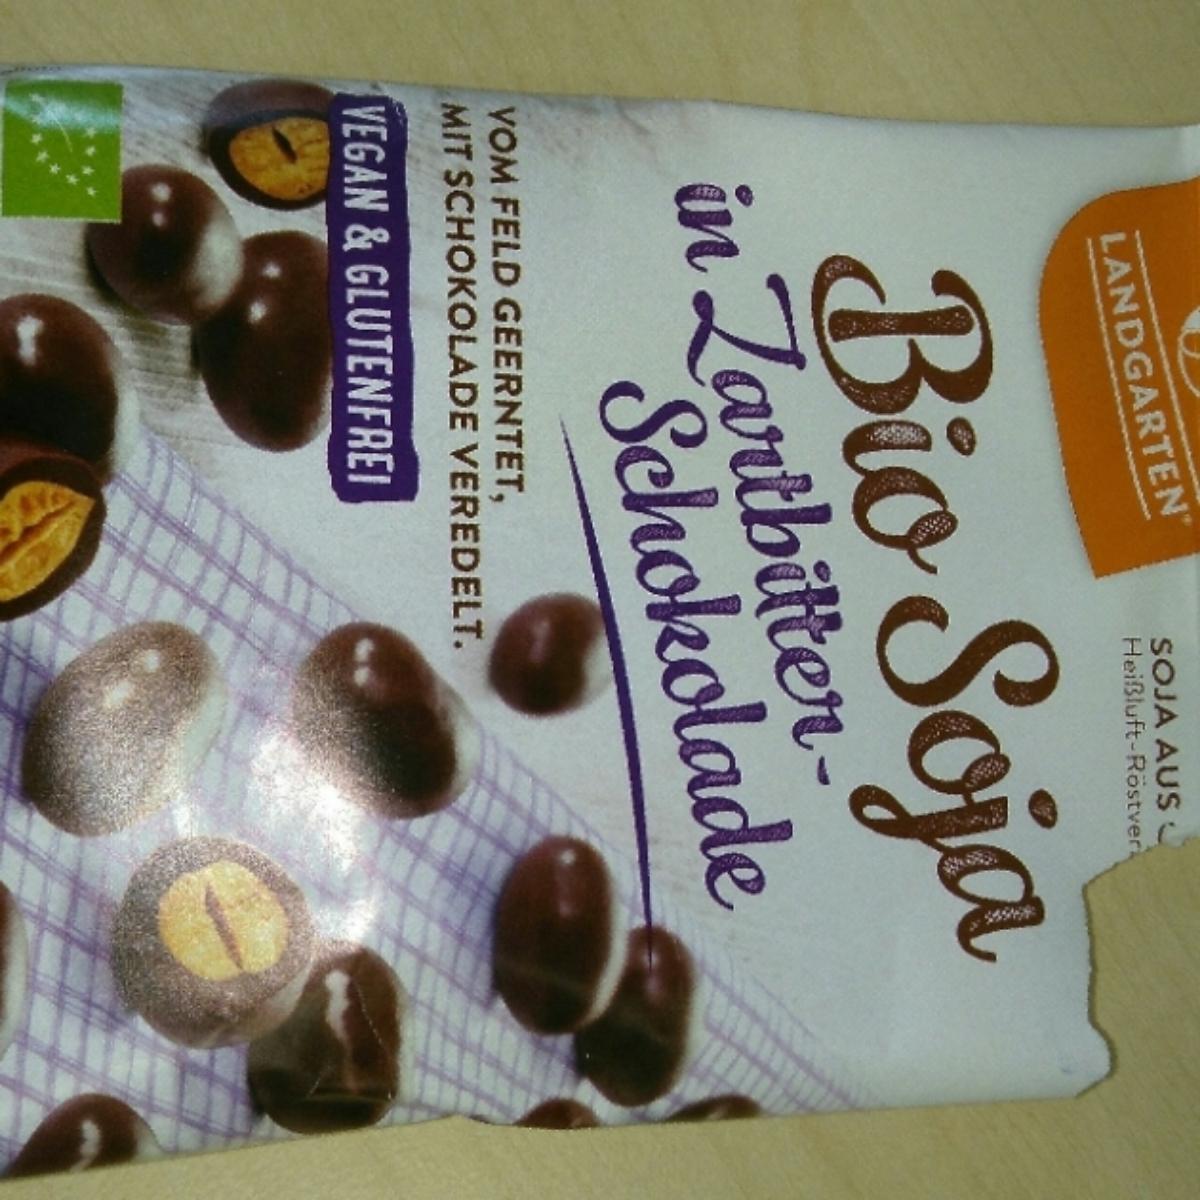 LANDGARTEN®
SOJA AUS
Heißluft-Röstver
Bio Soja
in Zartbitter-
Schokolade
VOM FELD GEERNTET,
MIT SCHOKOLADE VEREDELT.
VEGAN & GLUTENFREI